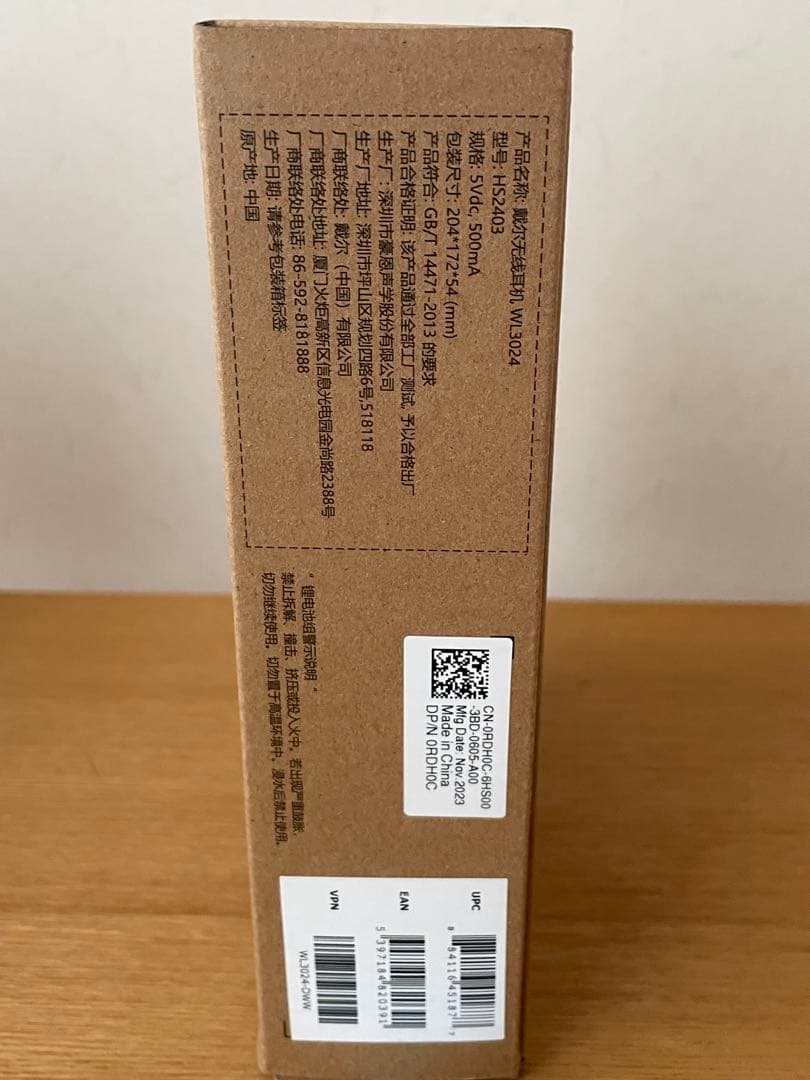 产品名称: 戴尔无线耳机 WL3024
型号: HS2403
规格: 5Vdc, 500mA
包装尺寸: 204*172*54 (mm)
产品符合: GB/T 14471-2013 的要求
产品合格证明: 该产品通过全部工厂测试, 予以合格出厂
生产厂: 深圳市豪恩声学股份有限公司
生产厂地址: 深圳市坪山区规划四路6号,518118
厂商联络处: 戴尔（中国）有限公司
厂商联络处地址: 厦门火炬高新区信息光电园金尚路2388号
厂商联络处电话: 86-592-8181888
生产日期: 请参考包装箱标签
原产地: 中国
“ 锂电池组警示说明 ”
禁止拆解、撞击、挤压或投入火中。若出现严重鼓胀，
切勿继续使用。切勿置于高温环境中。浸水后禁止使用。
CN-0RDH0C-6HS00
-3BD-0605-A00
Mfg Date: Nov.2023
Made in China
DP/N 0RDH0C
UPC
8 84116 45187 7
EAN
5 397184 820391
VPN
WL3024-DWW